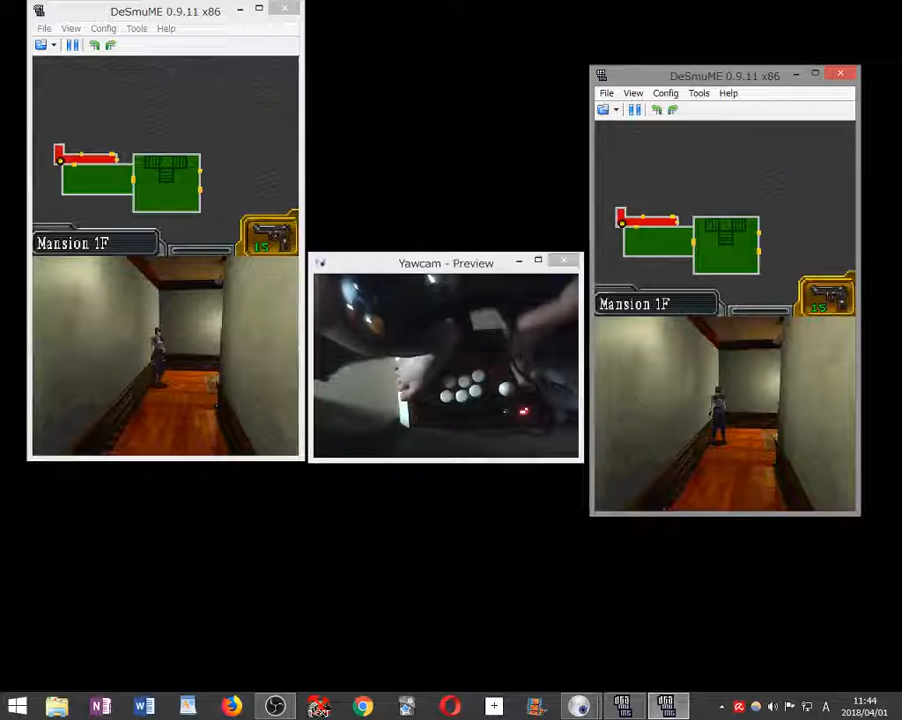 DeSmuME 0.9.11 x86
File View Config Tools Help
15
Mansion 1F
Yawcam - Preview
DeSmuME 0.9.11 x86
File View Config Tools Help
15
Mansion 1F
A
11:44
2018/04/01